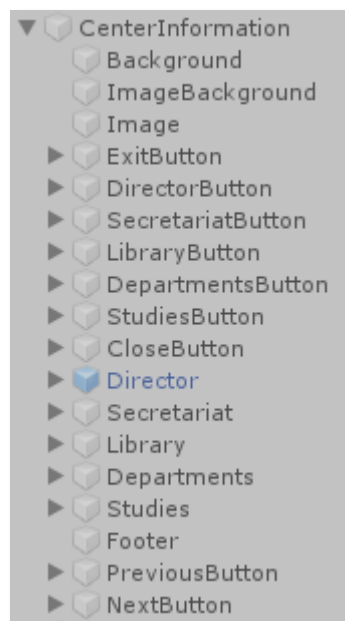 CenterInformation
Background
ImageBackground
Image
ExitButton
DirectorButton
SecretariatButton
LibraryButton
DepartmentsButton
StudiesButton
CloseButton
Director
Secretariat
Library
Departments
Studies
Footer
PreviousButton
NextButton